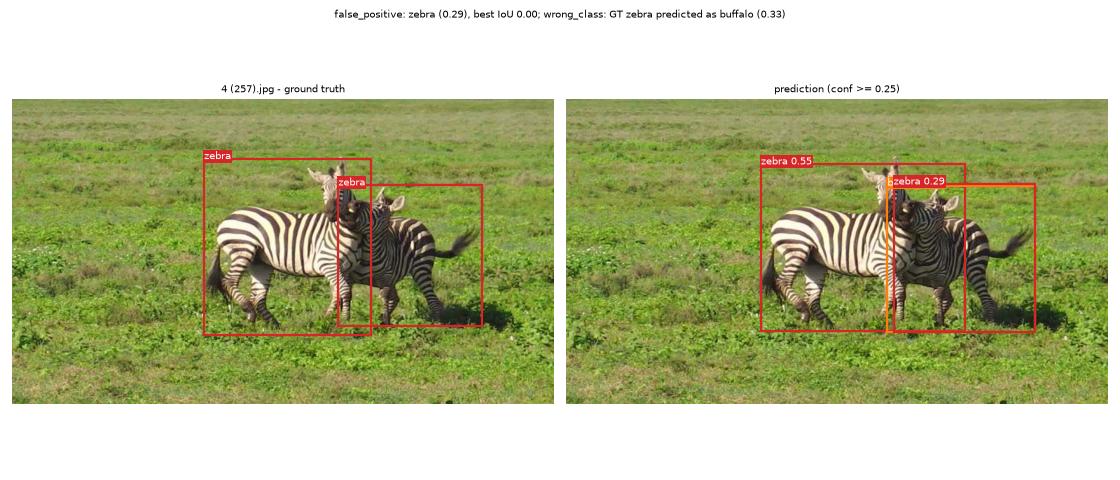 false_positive: zebra (0.29), best IoU 0.00; wrong_class: GT zebra predicted as buffalo (0.33)
4 (257).jpg - ground truth
prediction (conf >= 0.25)
zebra
zebra
zebra 0.55
zebra 0.29